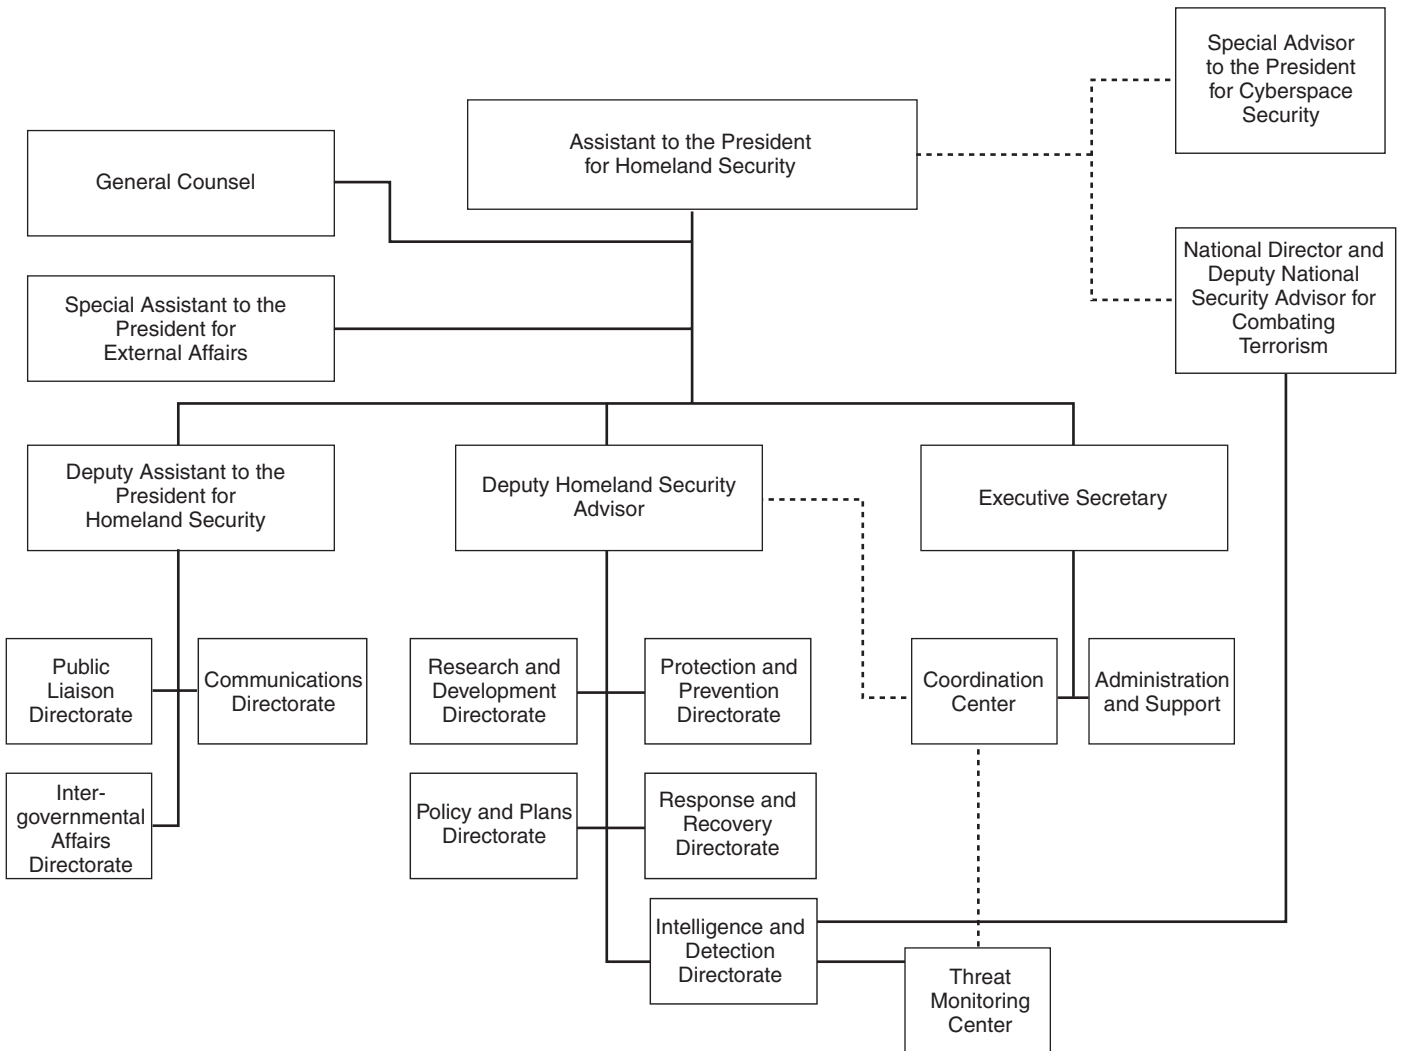 Special Advisor
to the President
for Cyberspace
Security
Assistant to the President
for Homeland Security
General Counsel
National Director and
Deputy National
Security Advisor for
Combating
Terrorism
Special Assistant to the
President for
External Affairs
Deputy Assistant to the
President for
Homeland Security
Deputy Homeland Security
Advisor
Executive Secretary
Public
Liaison
Directorate
Communications
Directorate
Research and
Development
Directorate
Protection and
Prevention
Directorate
Coordination
Center
Administration
and Support
Inter-
governmental
Affairs
Directorate
Policy and Plans
Directorate
Response and
Recovery
Directorate
Intelligence and
Detection
Directorate
Threat
Monitoring
Center